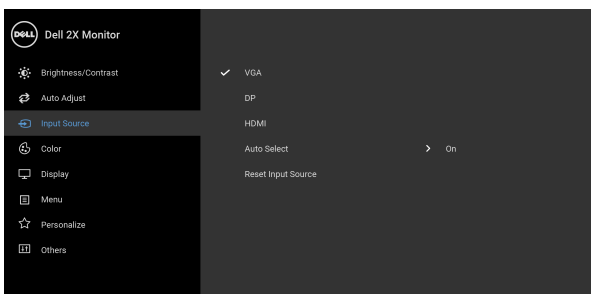 DELL Dell 2X Monitor
Brightness/Contrast
Auto Adjust
Input Source
Color
Display
Menu
Personalize
Others
VGA
DP
HDMI
Auto Select On
Reset Input Source